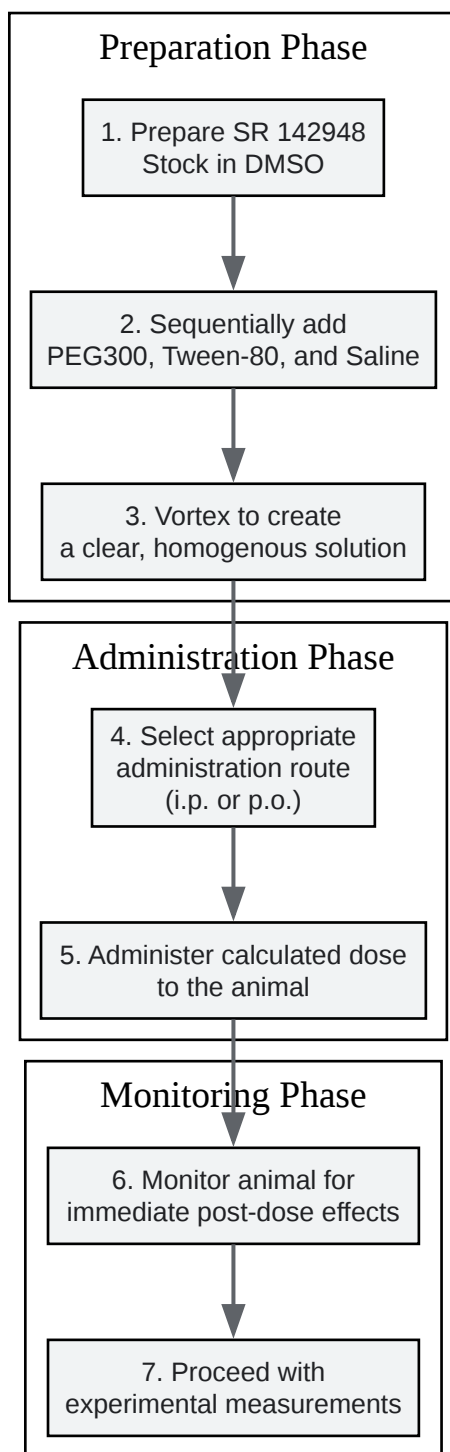 Preparation Phase
1. Prepare SR 142948
Stock in DMSO
2. Sequentially add
PEG300, Tween-80, and Saline
3. Vortex to create
a clear, homogenous solution
Administration Phase
4. Select appropriate
administration route
(i.p. or p.o.)
5. Administer calculated dose
to the animal
Monitoring Phase
6. Monitor animal for
immediate post-dose effects
7. Proceed with
experimental measurements